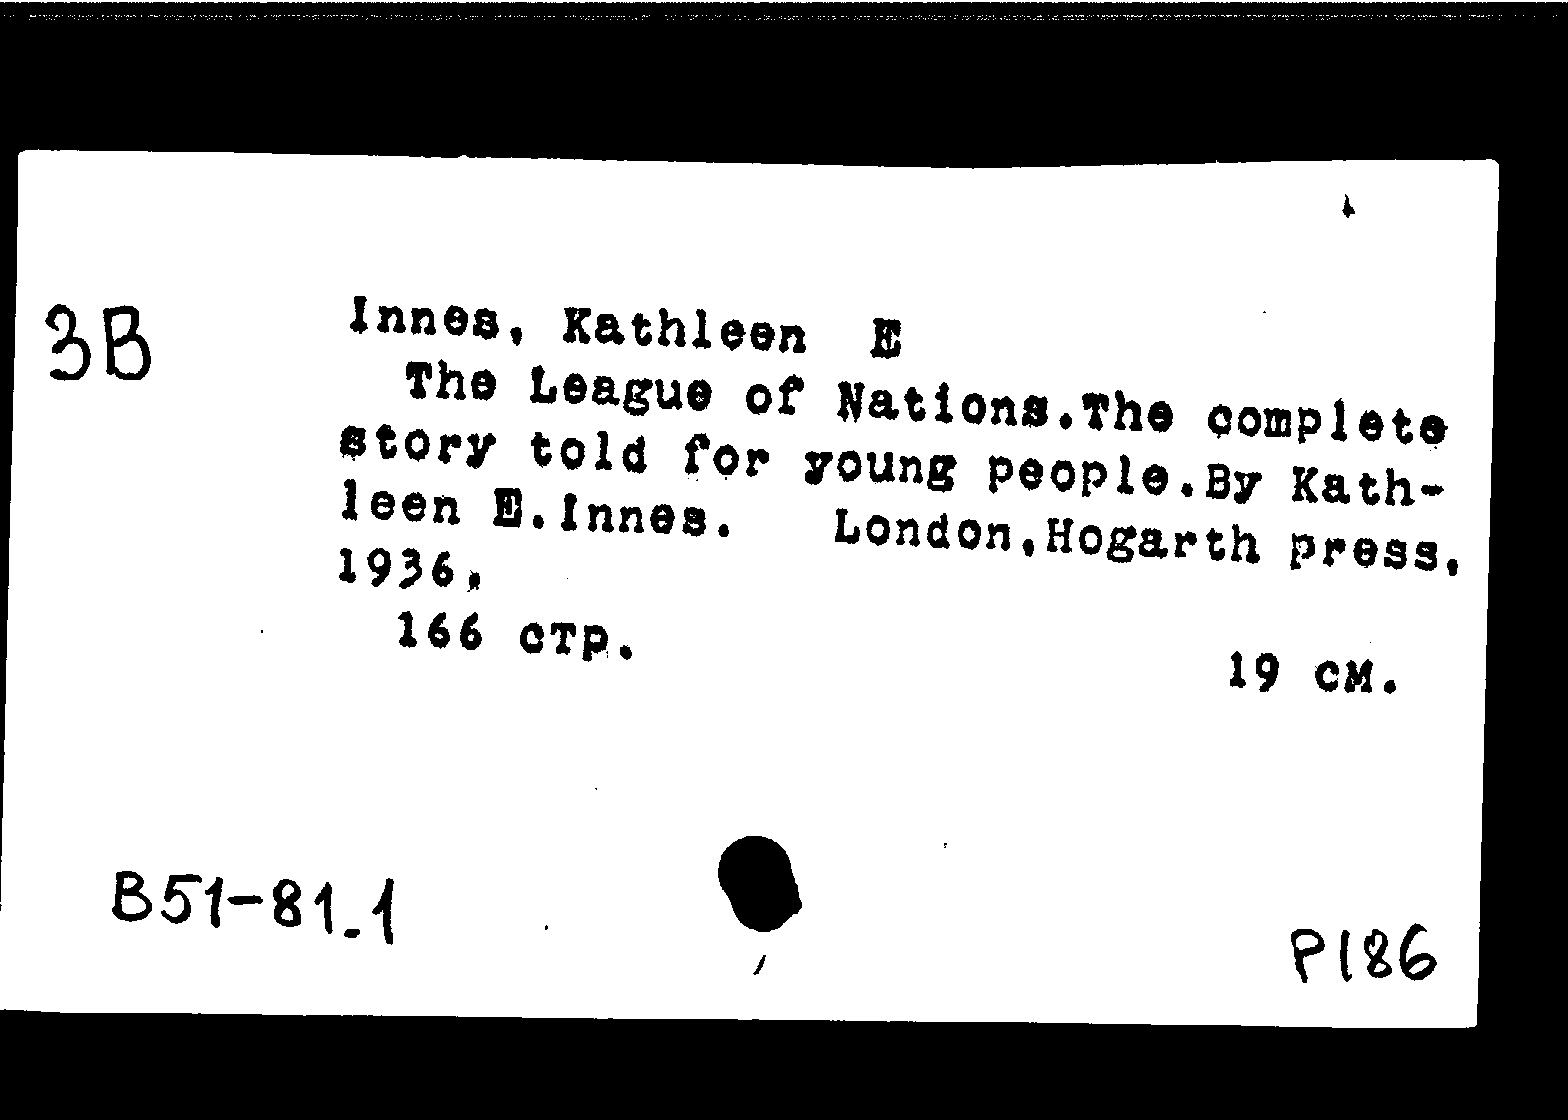 3В
Innes, Kathleen E
The League of Nations.The complete
story told for young people.By Kath-
leen E.Innes. London,Hogarth press,
1936.
166 стр.
19 см.
B51-81.1
P186